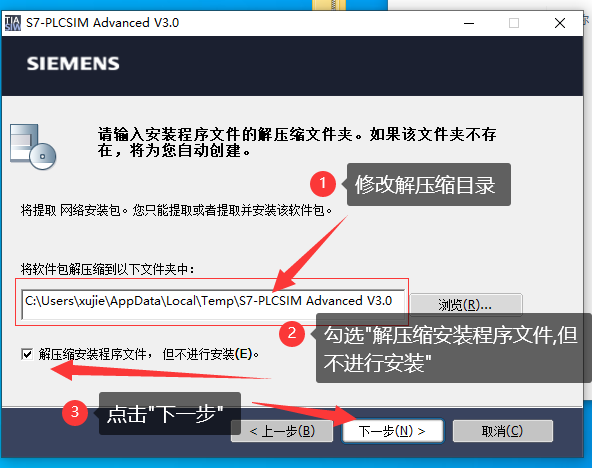 S7-PLCSIM Advanced V3.0
SIEMENS
请输入安装程序文件的解压缩文件夹。如果该文件夹不存
在，将为您自动创建。
1
修改解压缩目录
将提取 网络安装包。您只能提取或者提取并安装该软件包。
将软件包解压缩到以下文件夹中：
C:\Users\xujie\AppData\Local\Temp\S7-PLCSIM Advanced V3.0
浏览(R)...
2
勾选"解压缩安装程序文件,但
不进行安装"
解压缩安装程序文件， 但不进行安装(E)。
3
点击"下一步"
< 上一步(B)
下一步(N) >
取消(C)